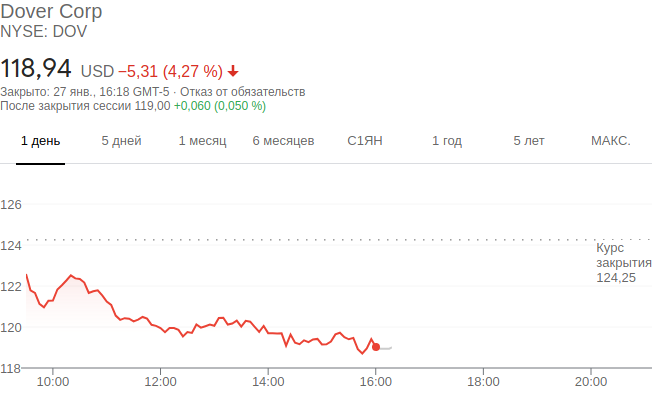 Dover Corp
NYSE: DOV
118,94 USD −5,31 (4,27 %)
Закрыто: 27 янв., 16:18 GMT-5 · Отказ от обязательств
После закрытия сессии 119,00 +0,060 (0,050 %)
1 день 5 дней 1 месяц 6 месяцев С1ЯН 1 год 5 лет МАКС.
126
124
Курс
закрытия
124,25
122
120
118
10:00 12:00 14:00 16:00 18:00 20:00